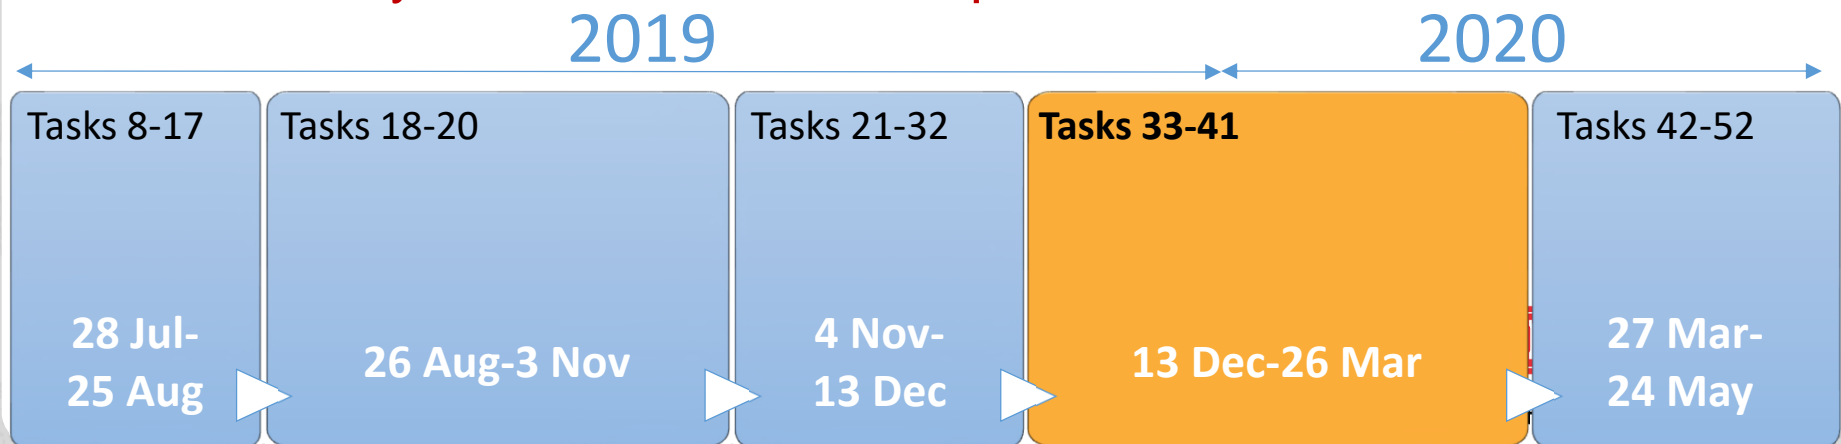 2019
2020
Tasks 8-17
Tasks 18-20
Tasks 21-32
Tasks 33-41
Tasks 42-52
28 Jul-
25 Aug
26 Aug-3 Nov
4 Nov-
13 Dec
13 Dec-26 Mar
27 Mar-
24 May